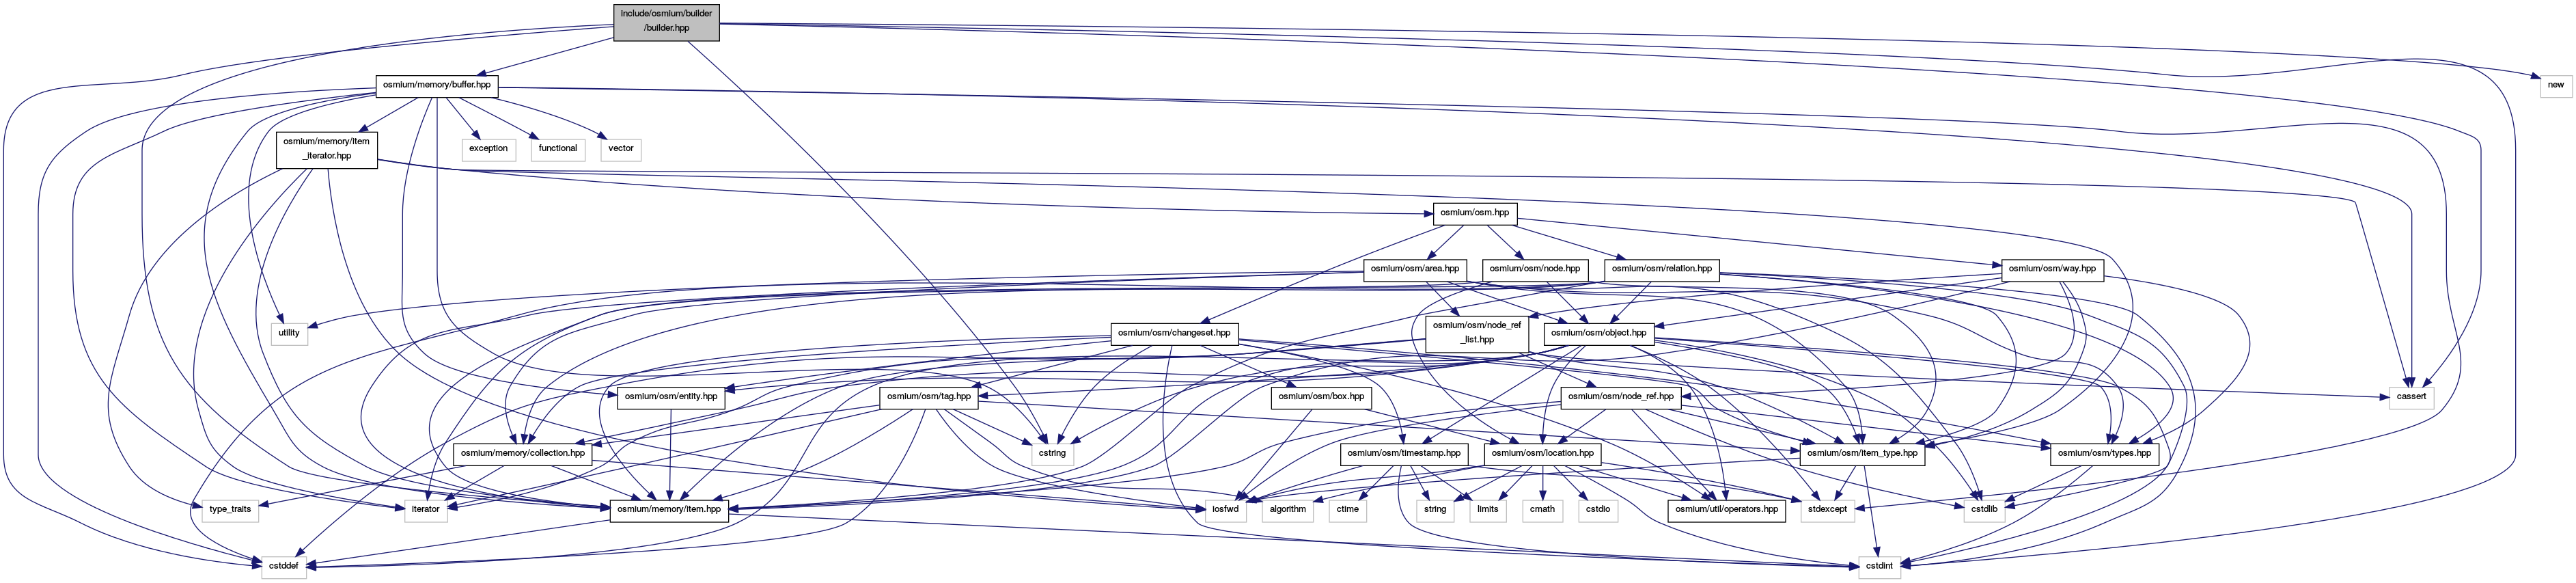 include/osmium/builder
/builder.hpp
osmium/memory/buffer.hpp
new
osmium/memory/item
_iterator.hpp
exception
functional
vector
osmium/osm.hpp
osmium/osm/area.hpp
osmium/osm/node.hpp
osmium/osm/relation.hpp
osmium/osm/way.hpp
utility
osmium/osm/changeset.hpp
osmium/osm/node_ref
_list.hpp
osmium/osm/object.hpp
osmium/osm/entity.hpp
osmium/osm/tag.hpp
osmium/osm/box.hpp
osmium/osm/node_ref.hpp
cassert
osmium/memory/collection.hpp
cstring
osmium/osm/timestamp.hpp
osmium/osm/location.hpp
osmium/osm/item_type.hpp
osmium/osm/types.hpp
type_traits
iterator
osmium/memory/item.hpp
iosfwd
algorithm
ctime
string
limits
cmath
cstdio
osmium/util/operators.hpp
stdexcept
cstdlib
cstddef
cstdint